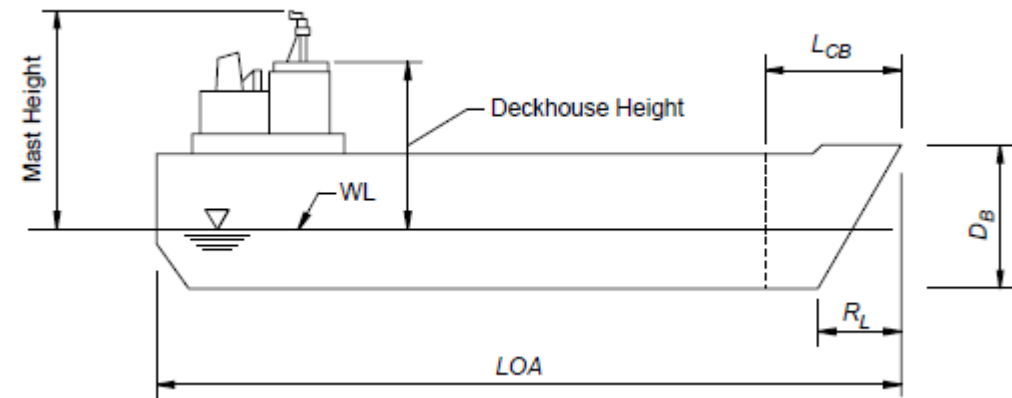 Mast Height
L_CB
Deckhouse Height
WL
D_B
R_L
LOA